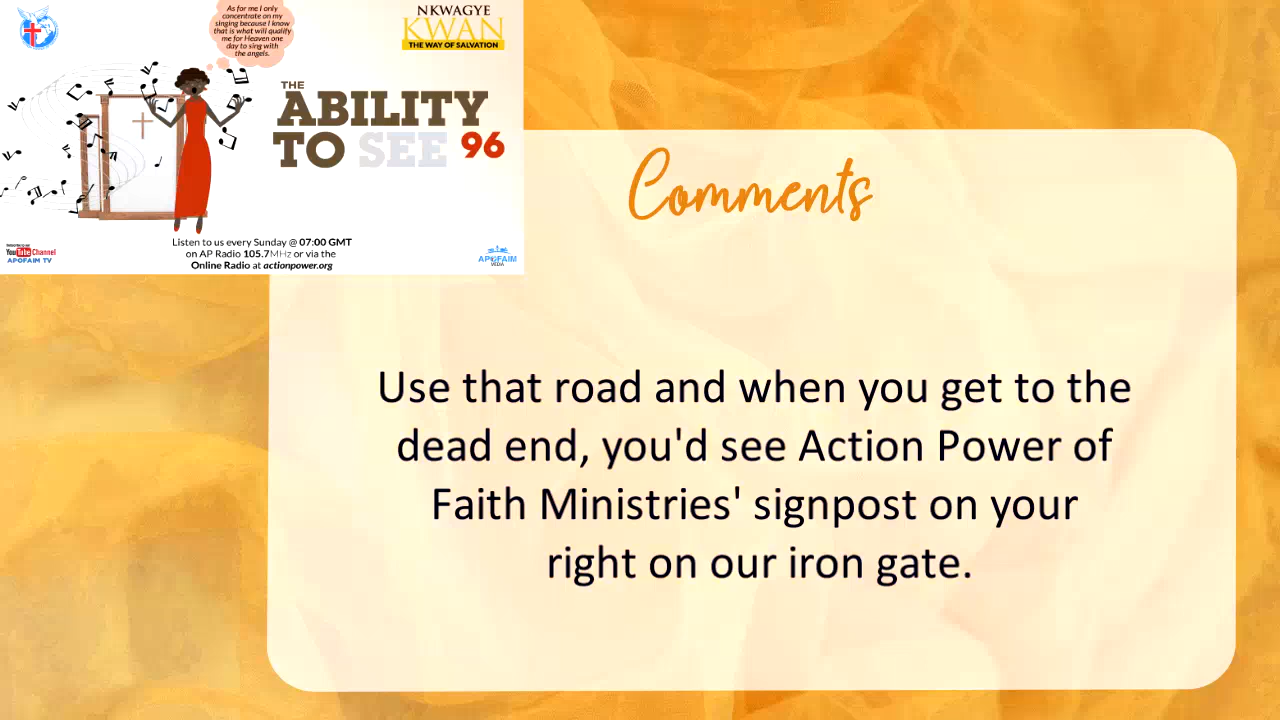 As for me I only
concentrate on my
singing because I know
that is what will qualify
me for Heaven one
day to sing with
the angels.
NKWAGYE
KWAN
THE WAY OF SALVATION
THE
ABILITY
TO SEE 96
Listen to us every Sunday @ 07:00 GMT
on AP Radio 105.7MHz or via the
Online Radio at actionpower.org
YouTube Channel
APOFAIM TV
APOFAIM
MEDIA
Comments
Use that road and when you get to the
dead end, you'd see Action Power of
Faith Ministries' signpost on your
right on our iron gate.